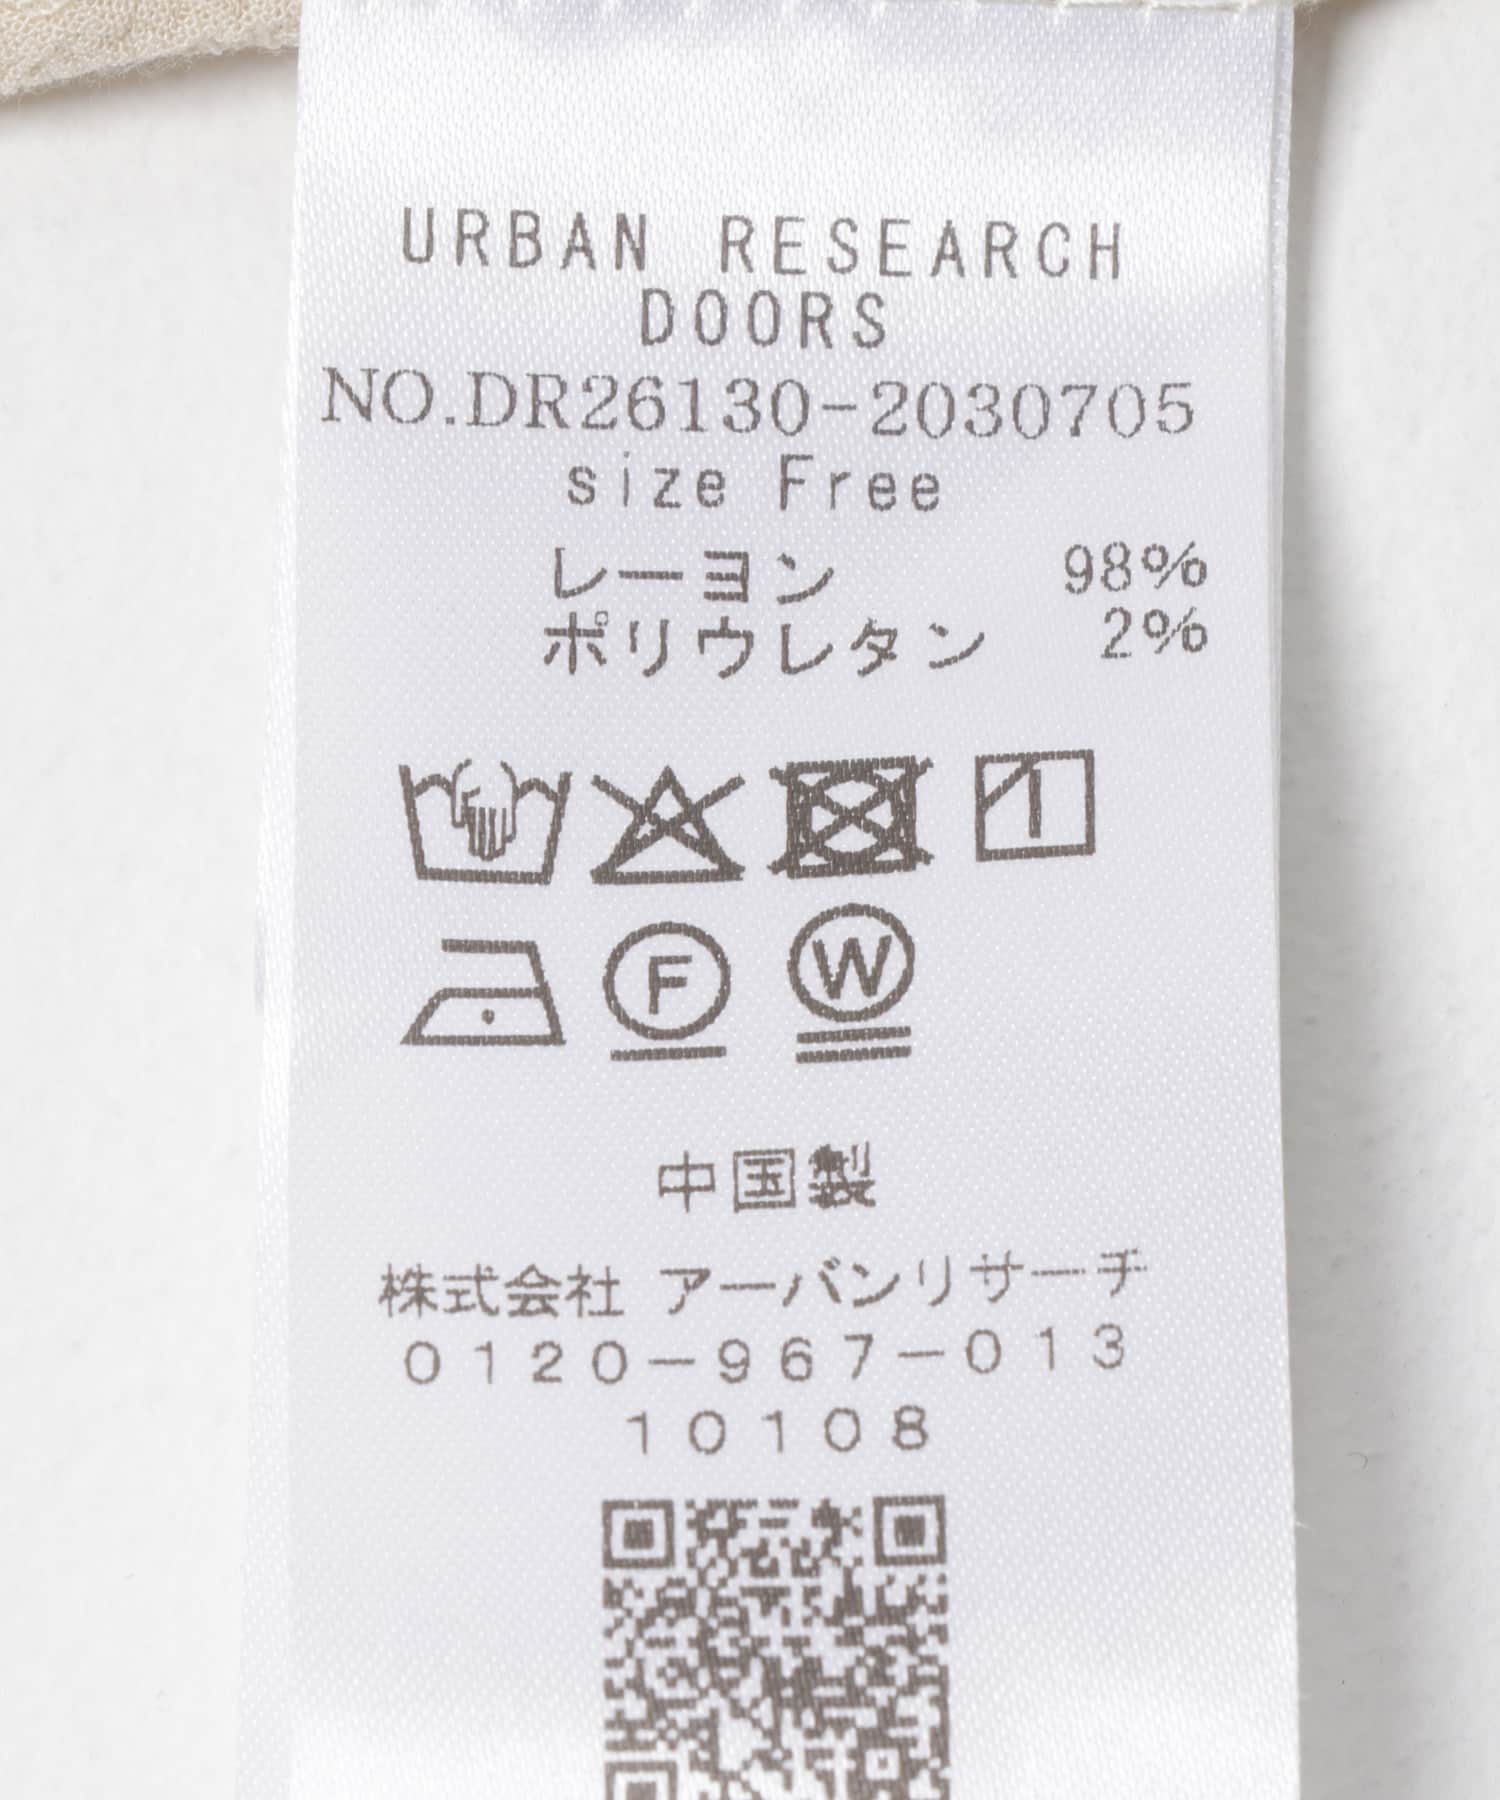 URBAN RESEARCH
DOORS
NO.DR26130-2030705
size Free
レーヨン 98%
ポリウレタン 2%
F W
中国製
株式会社 アーバンリサーチ
0120-967-013
10108